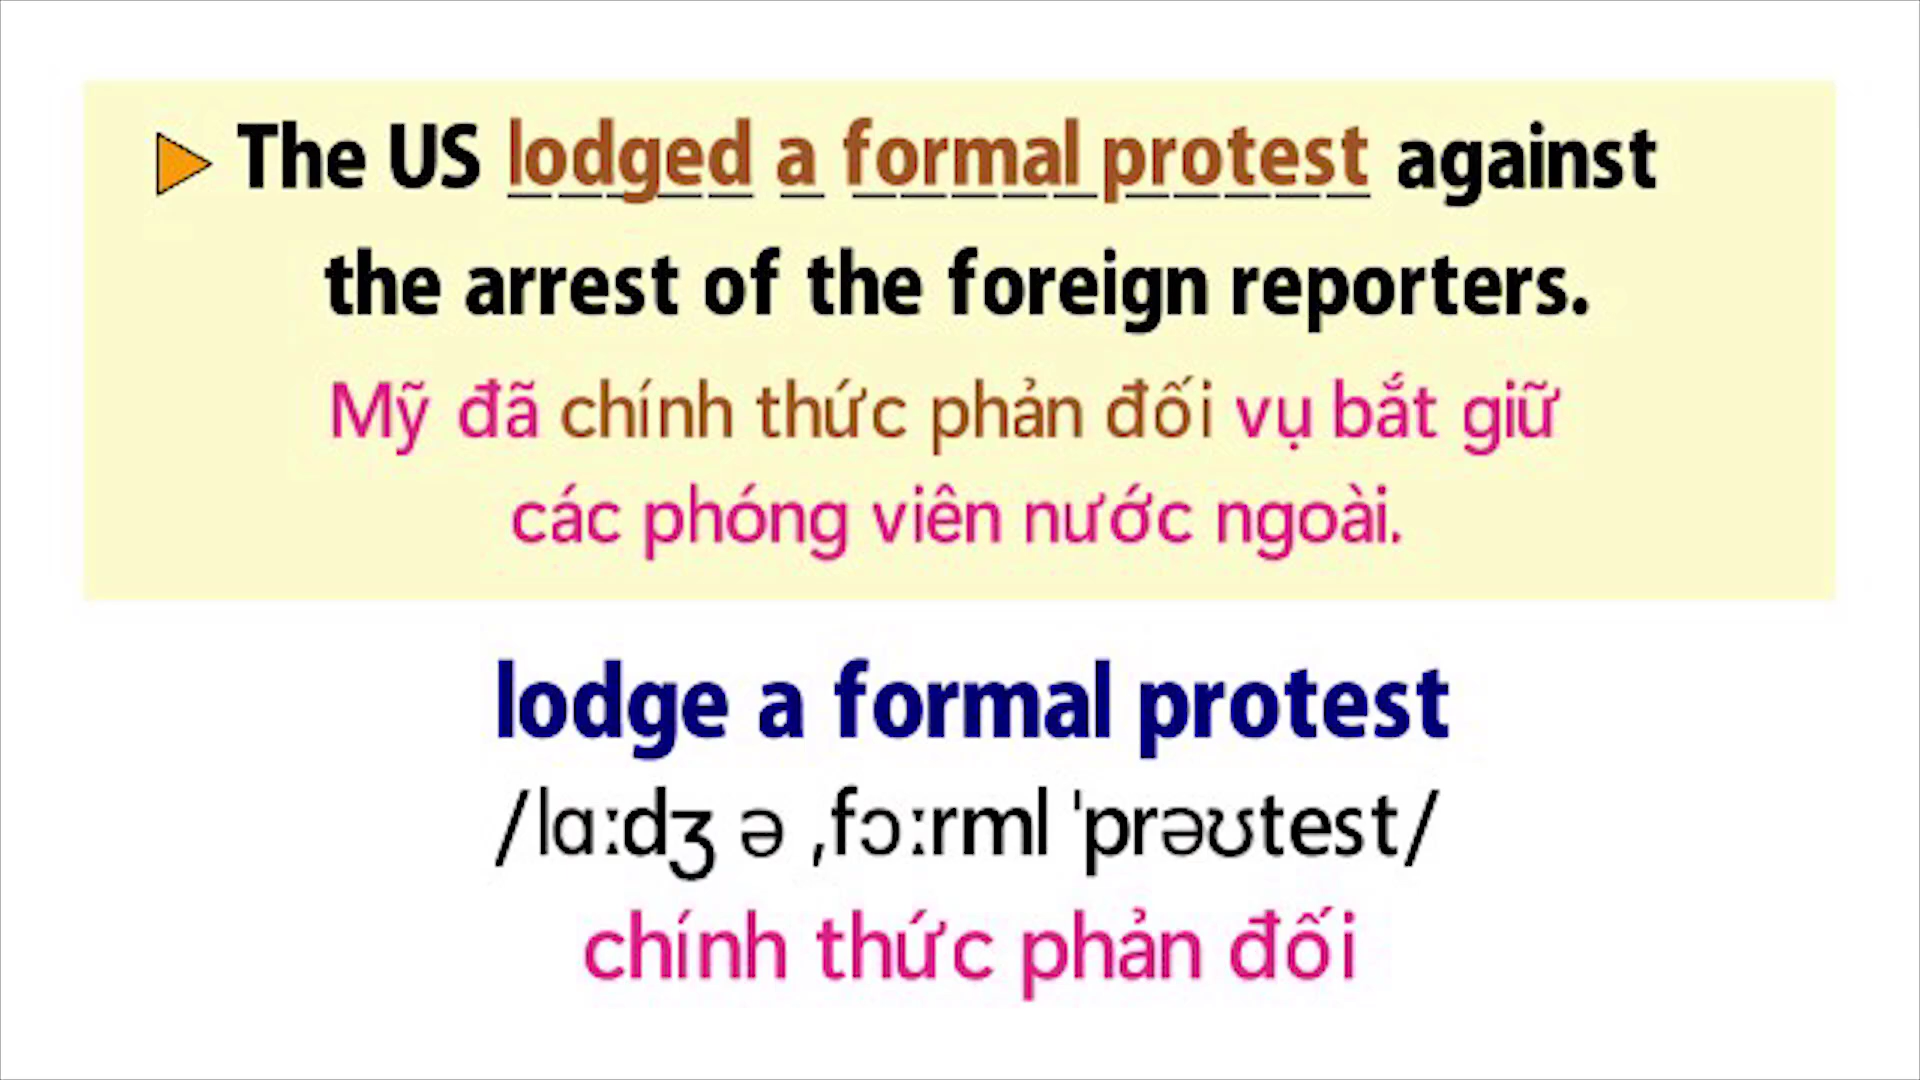 The US lodged a formal protest against
the arrest of the foreign reporters.
Mỹ đã chính thức phản đối vụ bắt giữ
các phóng viên nước ngoài.
lodge a formal protest
/lɑːdʒ ə ˌfɔːrml ˈprəʊtest/
chính thức phản đối